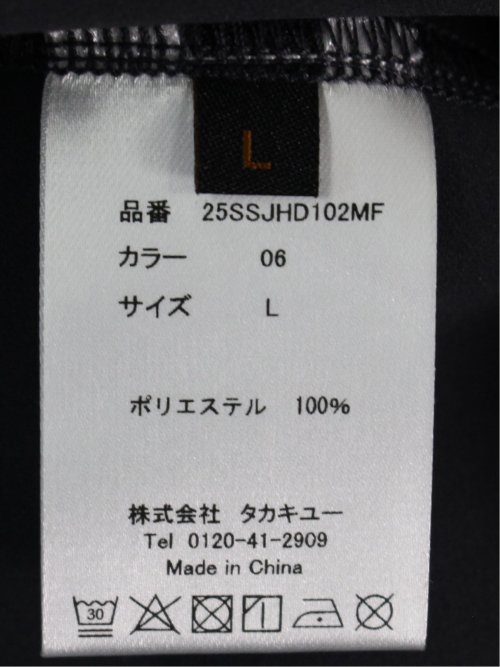 L
品番 25SSJHD102MF
カラー 06
サイズ L
ポリエステル 100%
株式会社 タカキユー
Tel 0120-41-2909
Made in China
30